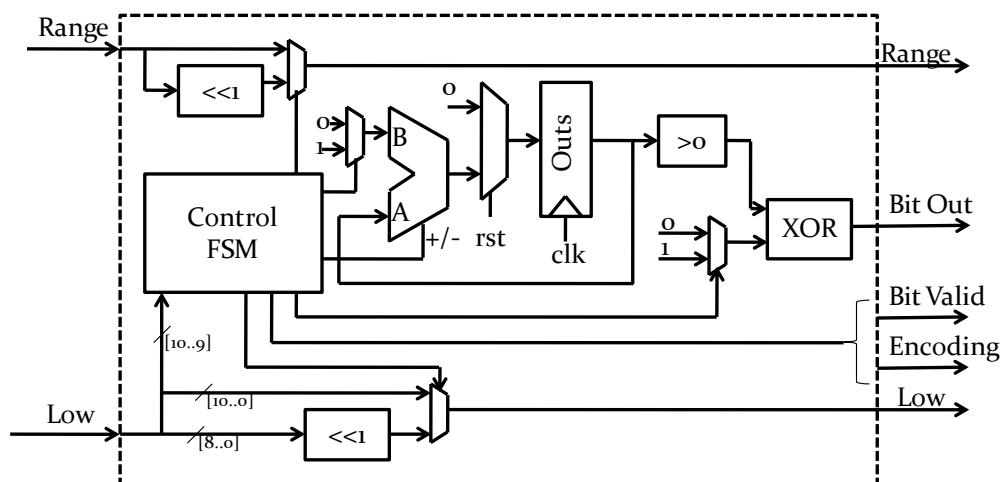 Range
Range
<<1
0
0
1
B
A
+/-
rst
Outs
clk
>0
Control
FSM
0
1
XOR
Bit Out
Bit Valid
Encoding
[10..9]
[10..0]
Low
Low
[8..0]
<<1